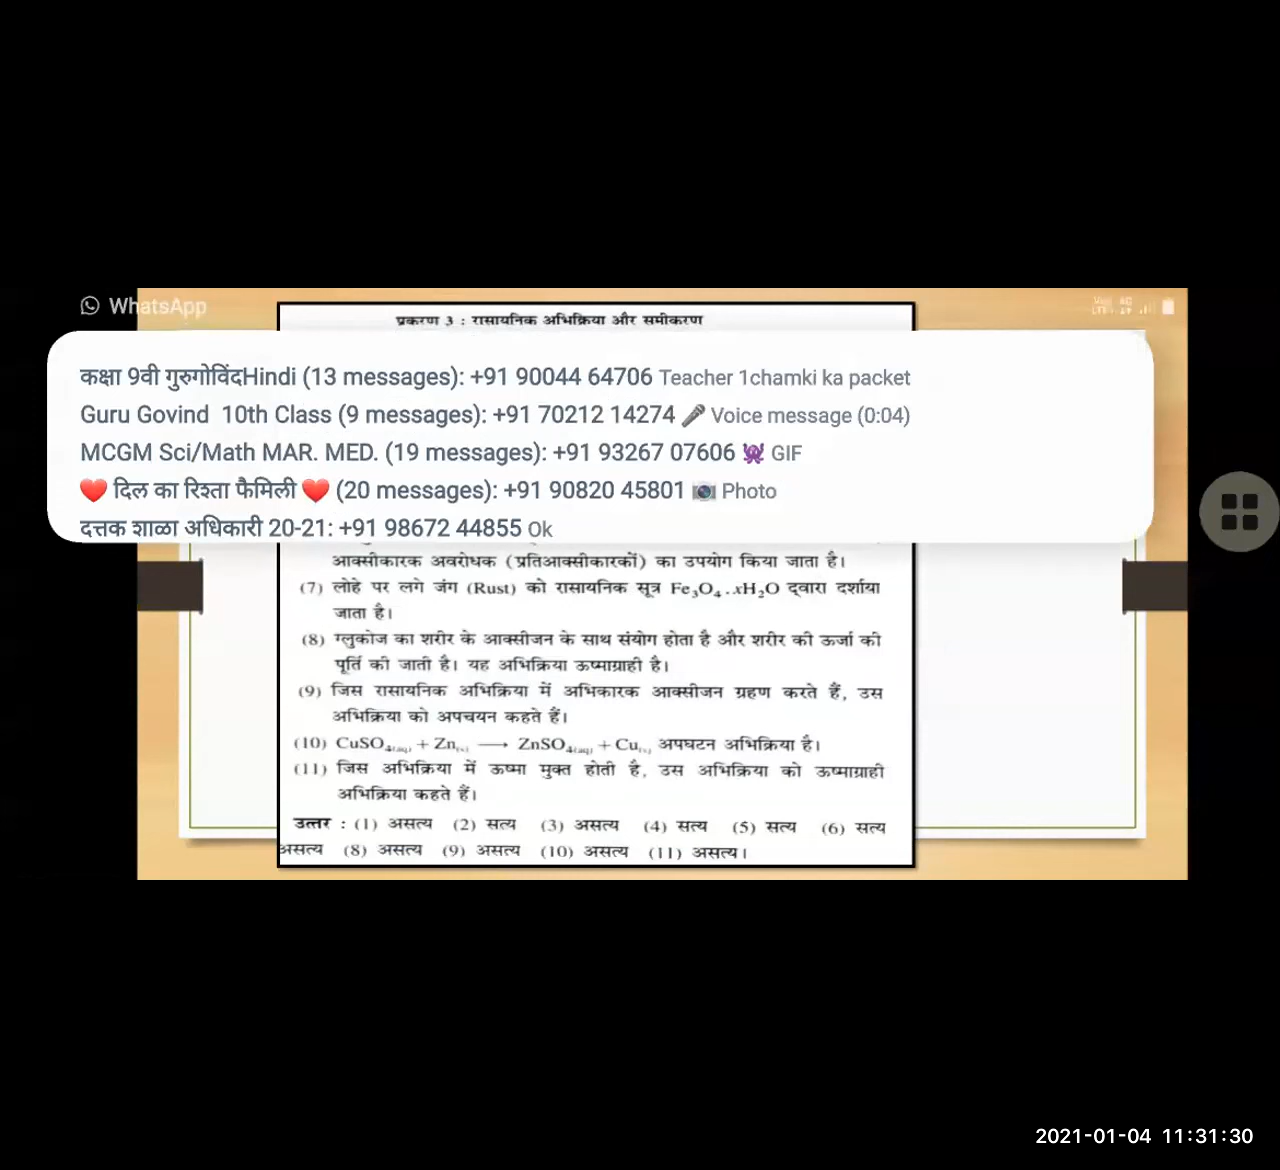 WhatsApp
प्रकरण 3 : रासायनिक अभिक्रिया और समीकरण
कक्षा 9वी गुरुगोविंदHindi (13 messages): +91 90044 64706 Teacher 1chamki ka packet
Guru Govind 10th Class (9 messages): +91 70212 14274 🎤 Voice message (0:04)
MCGM Sci/Math MAR. MED. (19 messages): +91 93267 07606 👾 GIF
❤️ दिल का रिश्ता फैमिली ❤️ (20 messages): +91 90820 45801 📷 Photo
दत्तक शाळा अधिकारी 20-21: +91 98672 44855 Ok
आक्सीकारक अवरोधक (प्रतिआक्सीकारकों) का उपयोग किया जाता है।
(7) लोहे पर लगे जंग (Rust) को रासायनिक सूत्र Fe₃O₄.xH₂O द्वारा दर्शाया
जाता है।
(8) ग्लुकोज का शरीर के आक्सीजन के साथ संयोग होता है और शरीर की ऊर्जा की
पूर्ति की जाती है। यह अभिक्रिया ऊष्माग्राही है।
(9) जिस रासायनिक अभिक्रिया में अभिकारक आक्सीजन ग्रहण करते हैं, उस
अभिक्रिया को अपचयन कहते हैं।
(10) CuSO₄(aq) + Zn(s) ⟶ ZnSO₄(aq) + Cu(s) अपघटन अभिक्रिया है।
(11) जिस अभिक्रिया में ऊष्मा मुक्त होती है, उस अभिक्रिया को ऊष्माग्राही
अभिक्रिया कहते हैं।
उत्तर : (1) असत्य (2) सत्य (3) असत्य (4) सत्य (5) सत्य (6) सत्य
असत्य (8) असत्य (9) असत्य (10) असत्य (11) असत्य।
2021-01-04 11:31:30